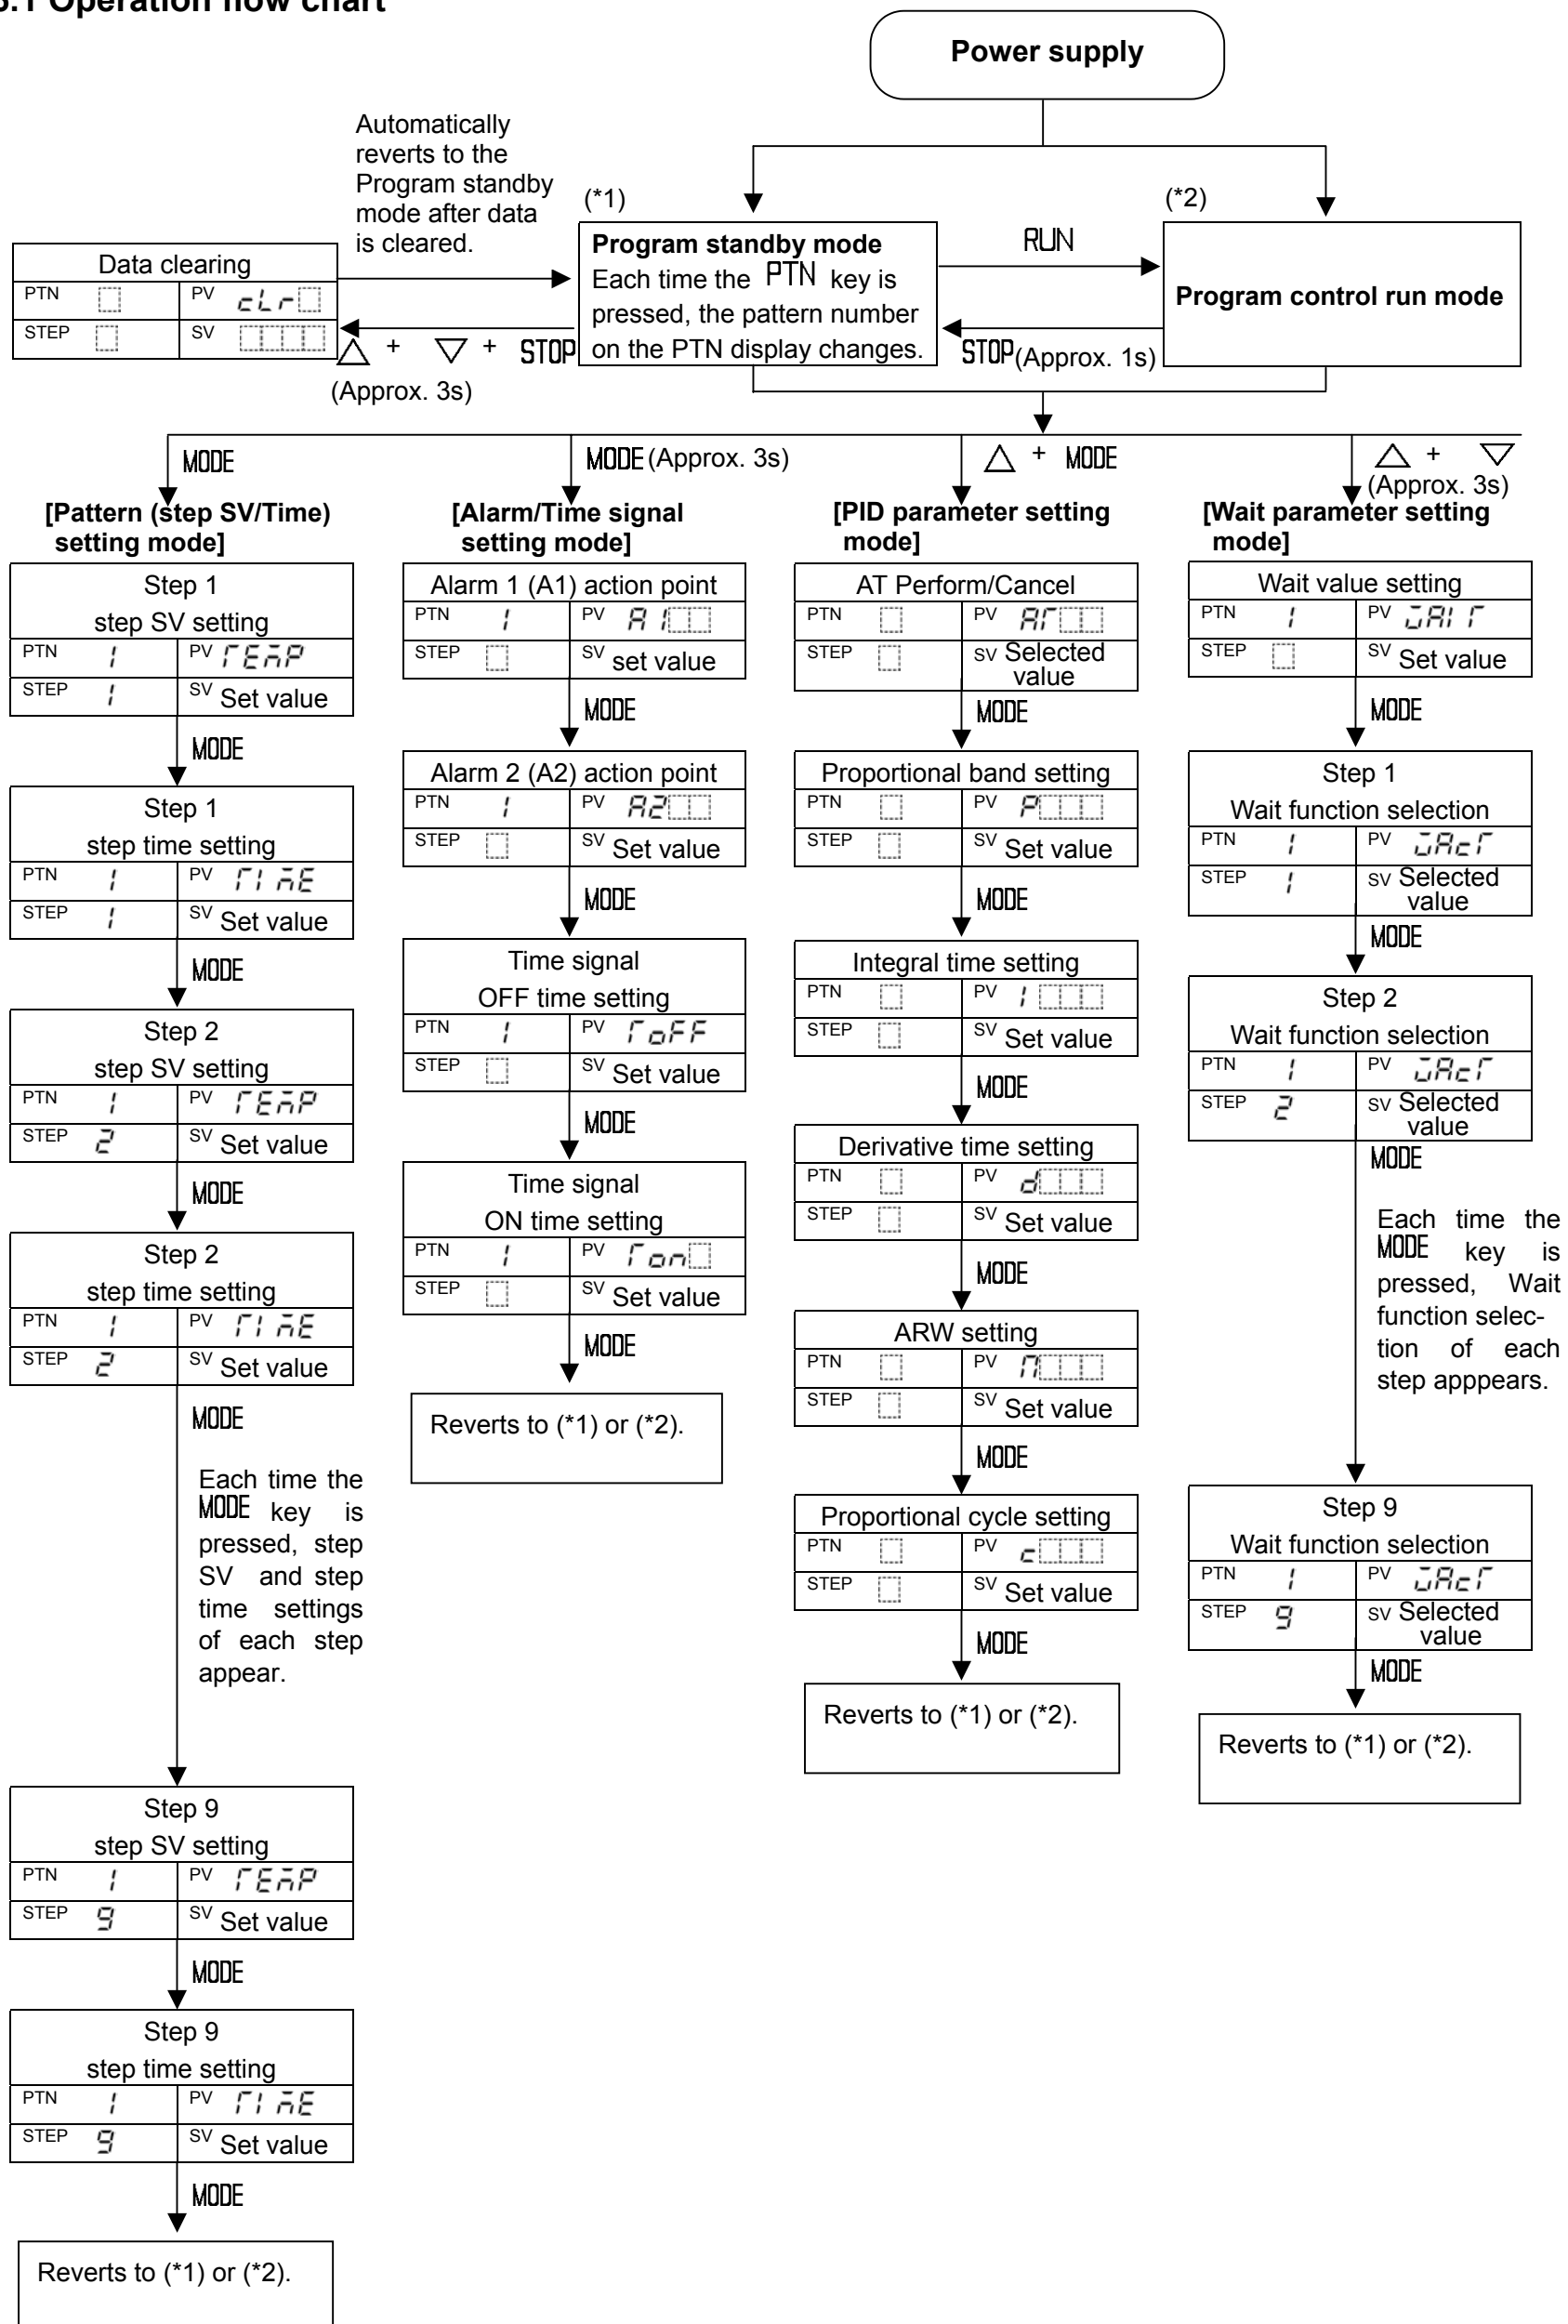 .1 Operation flow chart
Power supply
Automatically
reverts to the
Program standby
mode after data
is cleared.
Data clearing
PTN PV cLr
STEP SV
△ + ▽ + STOP
(Approx. 3s)
(*1)
Program standby mode
Each time the PTN key is
pressed, the pattern number
on the PTN display changes.
RUN
STOP(Approx. 1s)
(*2)
Program control run mode
MODE
[Pattern (step SV/Time)
setting mode]
Step 1
step SV setting
PTN 1 PV TEMP
STEP 1 SV Set value
MODE
Step 1
step time setting
PTN 1 PV TIME
STEP 1 SV Set value
MODE
Step 2
step SV setting
PTN 1 PV TEMP
STEP 2 SV Set value
MODE
Step 2
step time setting
PTN 1 PV TIME
STEP 2 SV Set value
MODE
Each time the
MODE key is
pressed, step
SV and step
time settings
of each step
appear.
Step 9
step SV setting
PTN 1 PV TEMP
STEP 9 SV Set value
MODE
Step 9
step time setting
PTN 1 PV TIME
STEP 9 SV Set value
MODE
Reverts to (*1) or (*2).
MODE (Approx. 3s)
[Alarm/Time signal
setting mode]
Alarm 1 (A1) action point
PTN 1 PV A1
STEP SV set value
MODE
Alarm 2 (A2) action point
PTN 1 PV A2
STEP SV Set value
MODE
Time signal
OFF time setting
PTN 1 PV ToFF
STEP SV Set value
MODE
Time signal
ON time setting
PTN 1 PV Ton
STEP SV Set value
MODE
Reverts to (*1) or (*2).
△ + MODE
[PID parameter setting
mode]
AT Perform/Cancel
PTN PV AT
STEP SV Selected
value
MODE
Proportional band setting
PTN PV P
STEP SV Set value
MODE
Integral time setting
PTN PV I
STEP SV Set value
MODE
Derivative time setting
PTN PV d
STEP SV Set value
MODE
ARW setting
PTN PV
STEP SV Set value
MODE
Proportional cycle setting
PTN PV c
STEP SV Set value
MODE
Reverts to (*1) or (*2).
△ + ▽
(Approx. 3s)
[Wait parameter setting
mode]
Wait value setting
PTN 1 PV WAIT
STEP SV Set value
MODE
Step 1
Wait function selection
PTN 1 PV WAcT
STEP 1 SV Selected
value
MODE
Step 2
Wait function selection
PTN 1 PV WAcT
STEP 2 SV Selected
value
MODE
Each time the
MODE key is
pressed, Wait
function selec-
tion of each
step apppears.
Step 9
Wait function selection
PTN 1 PV WAcT
STEP 9 SV Selected
value
MODE
Reverts to (*1) or (*2).